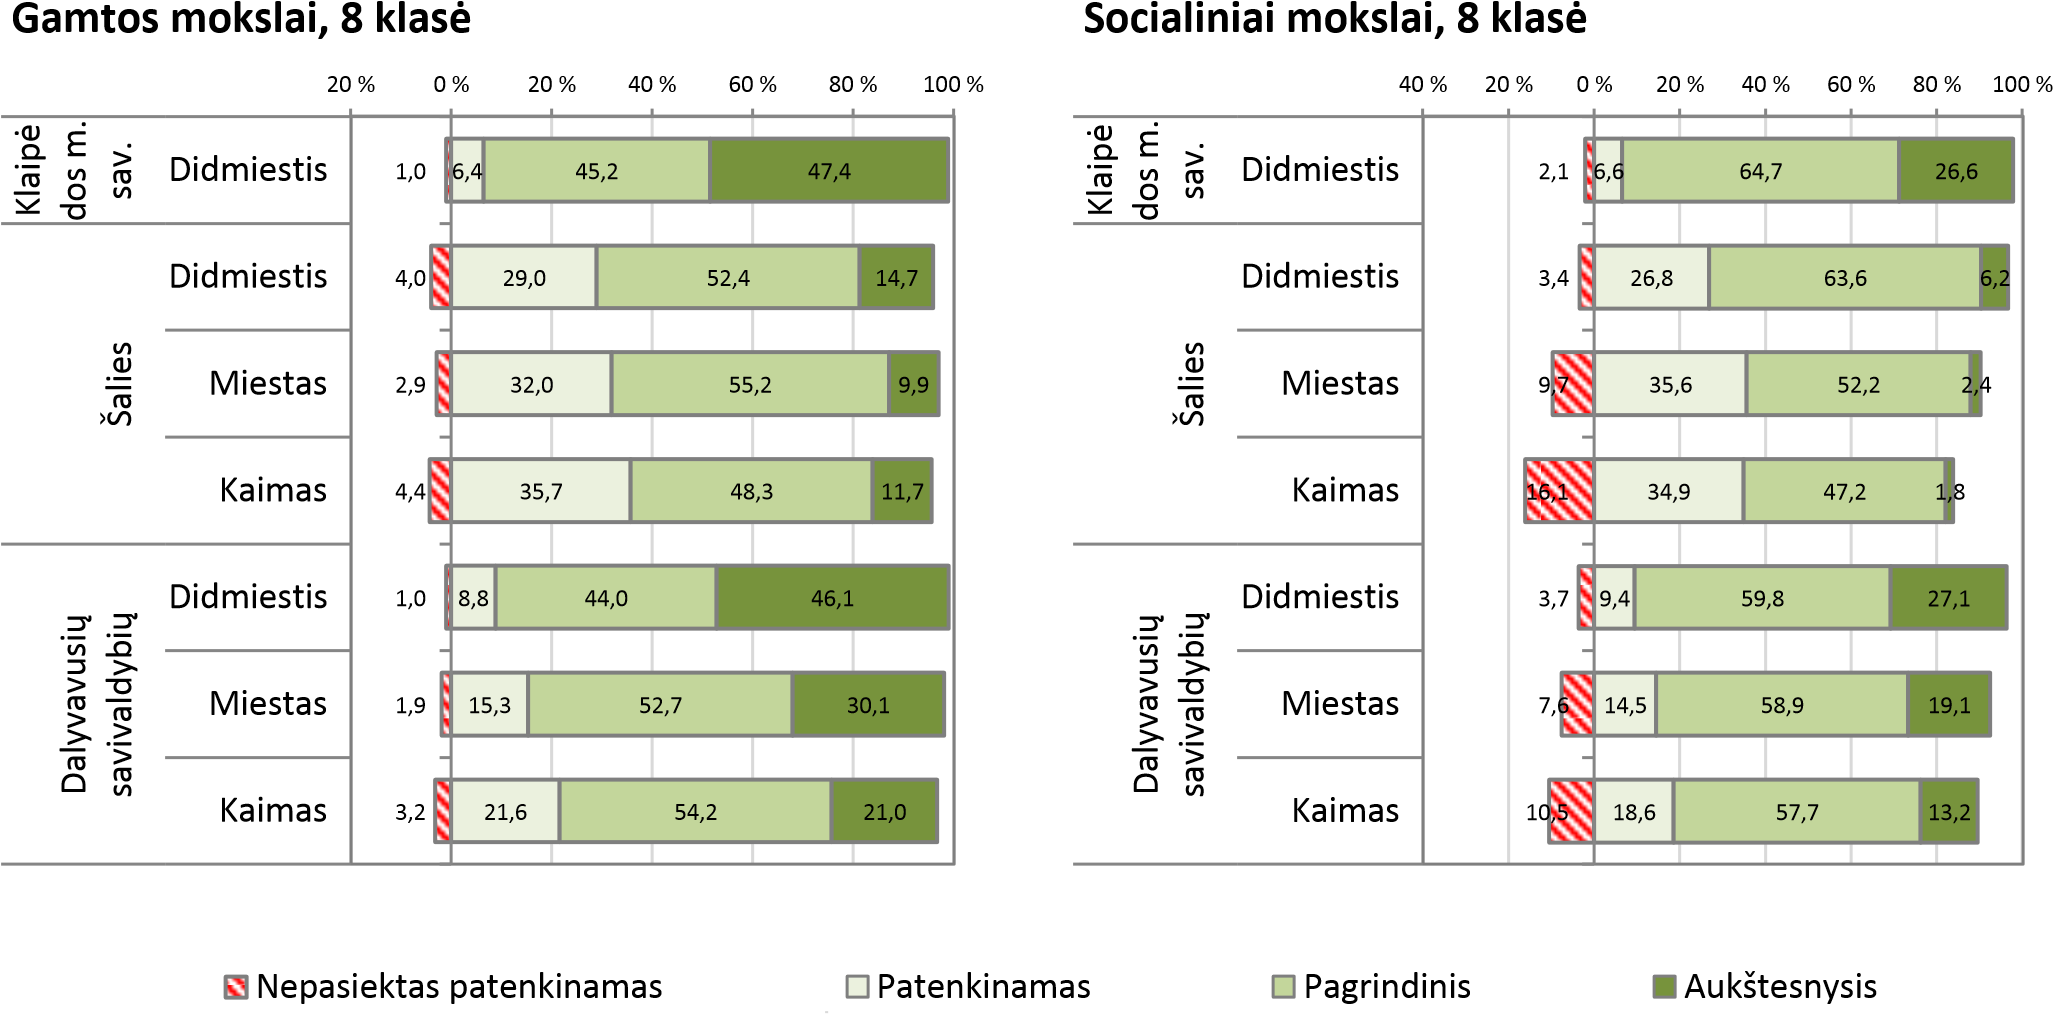 Gamtos mokslai, 8 klasė
20 % 0 % 20 % 40 % 60 % 80 % 100 %
Klaipė
dos m.
sav.
Didmiestis 1,0 6,4 45,2 47,4
Šalies
Didmiestis 4,0 29,0 52,4 14,7
Miestas 2,9 32,0 55,2 9,9
Kaimas 4,4 35,7 48,3 11,7
Dalyvavusių
savivaldybių
Didmiestis 1,0 8,8 44,0 46,1
Miestas 1,9 15,3 52,7 30,1
Kaimas 3,2 21,6 54,2 21,0
Socialiniai mokslai, 8 klasė
40 % 20 % 0 % 20 % 40 % 60 % 80 % 100 %
Klaipė
dos m.
sav.
Didmiestis 2,1 6,6 64,7 26,6
Šalies
Didmiestis 3,4 26,8 63,6 6,2
Miestas 9,7 35,6 52,2 2,4
Kaimas 16,1 34,9 47,2 1,8
Dalyvavusių
savivaldybių
Didmiestis 3,7 9,4 59,8 27,1
Miestas 7,6 14,5 58,9 19,1
Kaimas 10,5 18,6 57,7 13,2
Nepasiektas patenkinamas Patenkinamas Pagrindinis Aukštesnysis